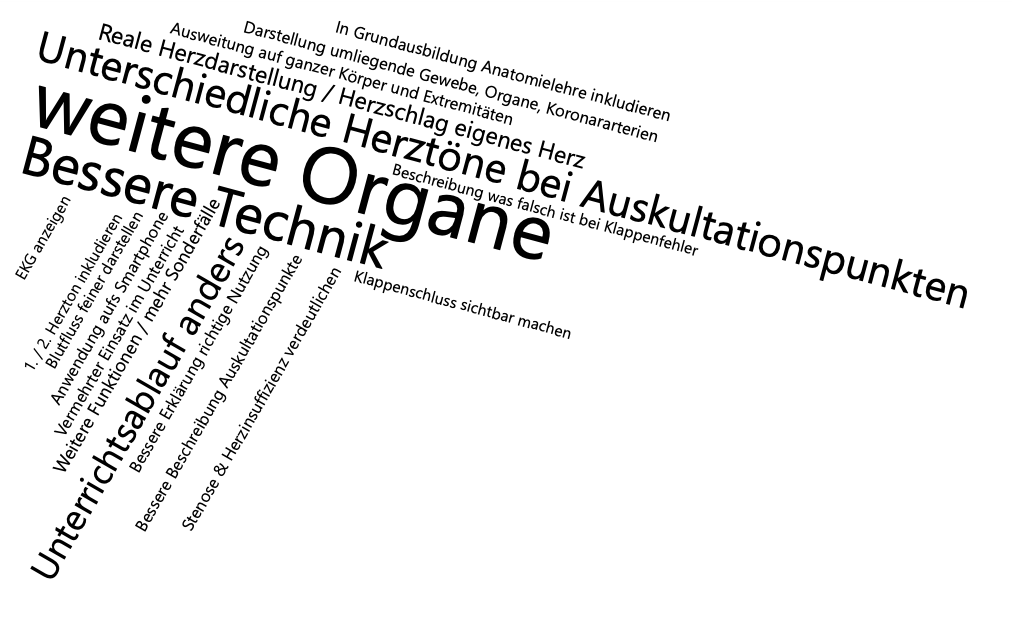 In Grundausbildung Anatomielehre inkludieren
Darstellung umliegende Gewebe, Organe, Koronararterien
Ausweitung auf ganzer Körper und Extremitäten
Reale Herzdarstellung / Herzschlag eigenes Herz
Unterschiedliche Herztöne bei Auskultationspunkten
weitere Organe
Beschreibung was falsch ist bei Klappenfehler
Bessere Technik
Klappenschluss sichtbar machen
EKG anzeigen
1. / 2. Herzton inkludieren
Blutfluss feiner darstellen
Anwendung aufs Smartphone
Vermehrter Einsatz im Unterricht
Weitere Funktionen / mehr Sonderfälle
Unterrichtsablauf anders
Bessere Erklärung richtige Nutzung
Bessere Beschreibung Auskultationspunkte
Stenose & Herzinsuffizienz verdeutlichen